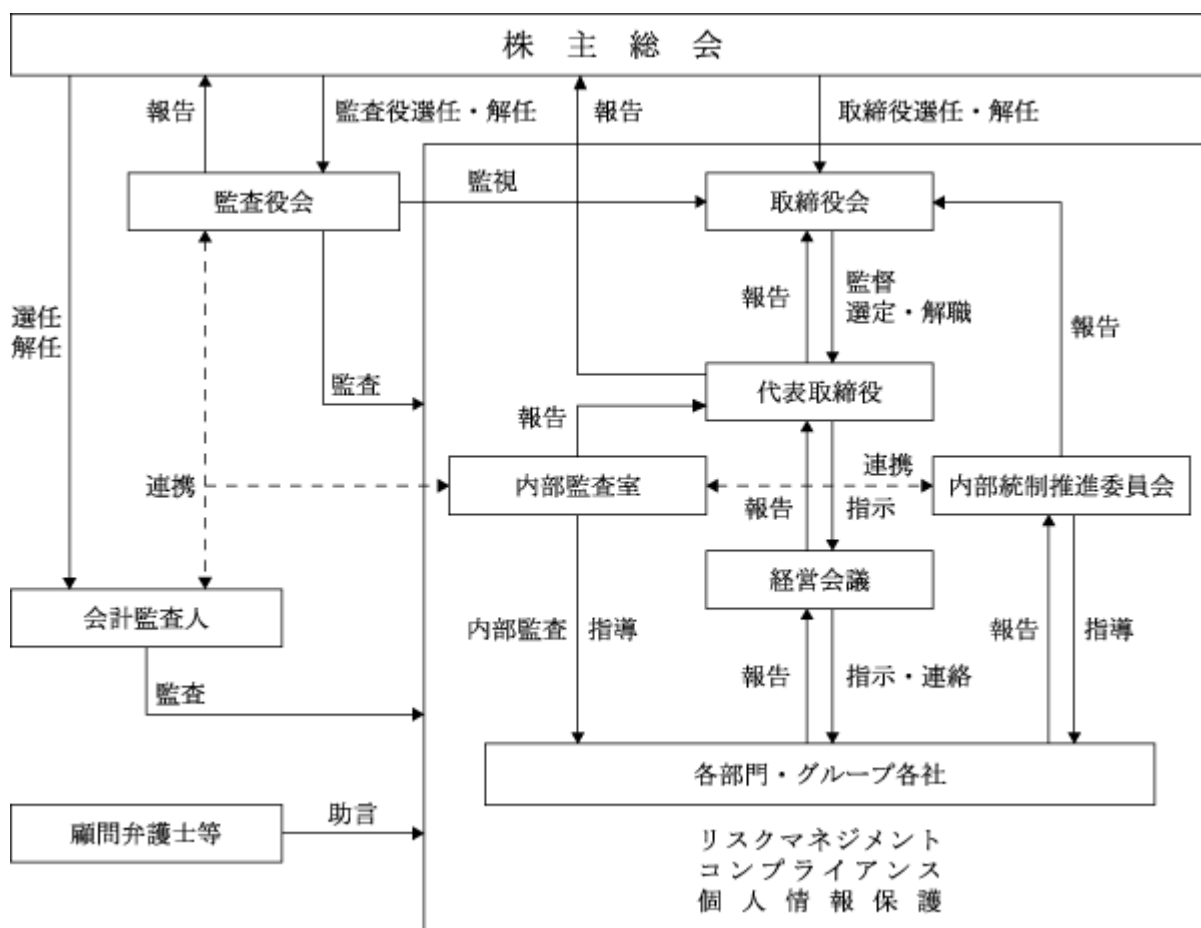 株主総会
報告
監査役選任・解任
報告
取締役選任・解任
監査役会
監視
取締役会
選任
解任
報告
監督
選定・解職
報告
監査
代表取締役
報告
連携
内部監査室
連携
内部統制推進委員会
報告
指示
経営会議
会計監査人
内部監査
指導
報告
指導
監査
報告
指示・連絡
各部門・グループ各社
顧問弁護士等
助言
リスクマネジメント
コンプライアンス
個人情報保護